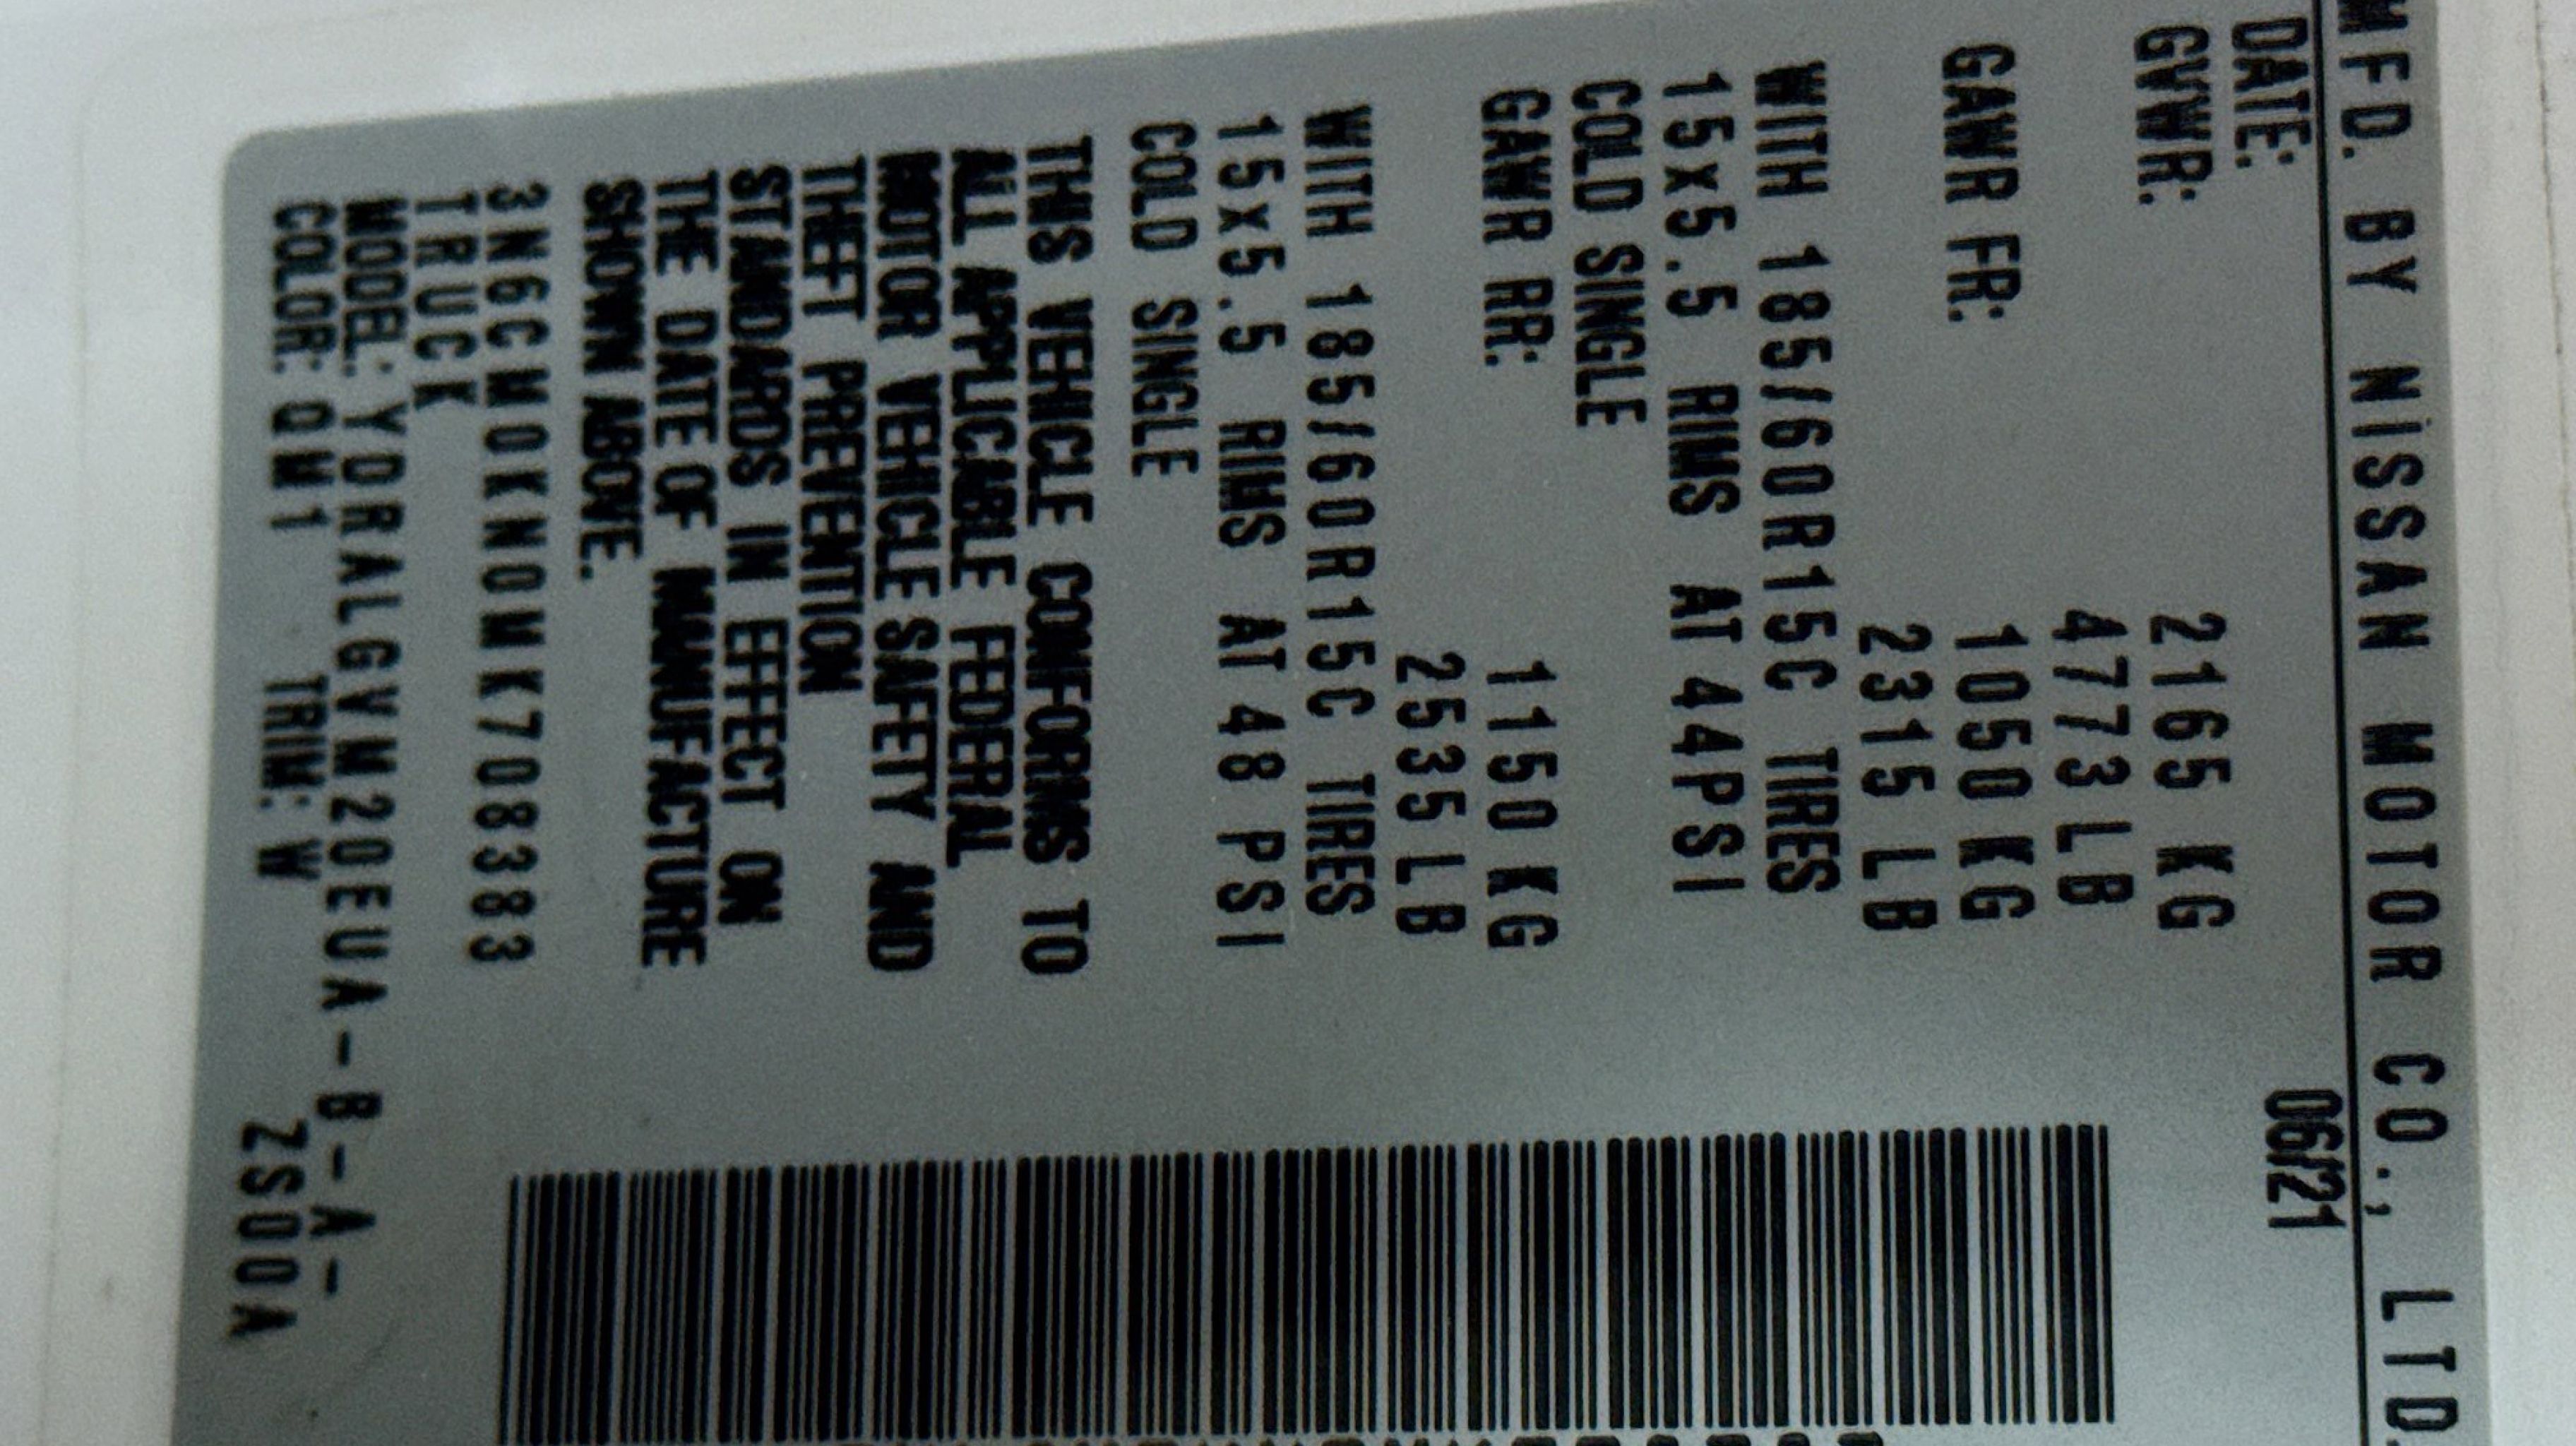 MFD. BY NISSAN MOTOR CO., LTD.
DATE: 06/21
GVWR: 2165 KG
4773 LB
GAWR FR: 1050 KG
2315 LB
WITH 185/60R15C TIRES
15x5.5 RIMS AT 44PSI
COLD SINGLE
GAWR RR: 1150 KG
2535 LB
WITH 185/60R15C TIRES
15x5.5 RIMS AT 48 PSI
COLD SINGLE
THIS VEHICLE CONFORMS TO
ALL APPLICABLE FEDERAL
MOTOR VEHICLE SAFETY AND
THEFT PREVENTION
STANDARDS IN EFFECT ON
THE DATE OF MANUFACTURE
SHOWN ABOVE.
3N6CM0KN0MK708383
TRUCK
MODEL: YDRALGVM20EUA-B-A-
COLOR: QM1 TRIM: W ZS00A